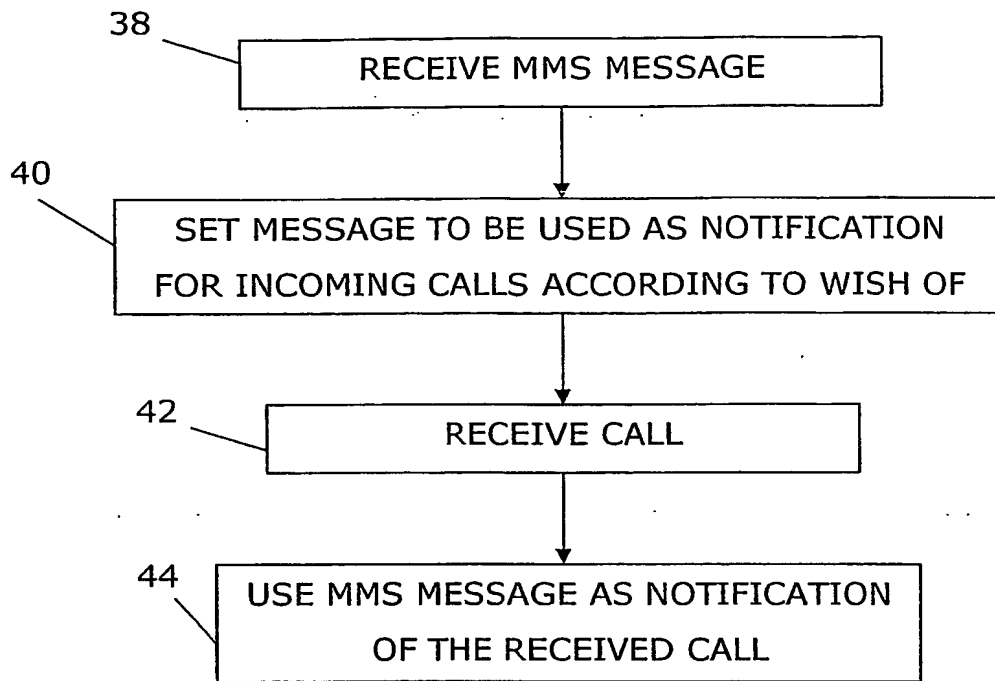 38
RECEIVE MMS MESSAGE
40
SET MESSAGE TO BE USED AS NOTIFICATION
FOR INCOMING CALLS ACCORDING TO WISH OF
42
RECEIVE CALL
44
USE MMS MESSAGE AS NOTIFICATION
OF THE RECEIVED CALL